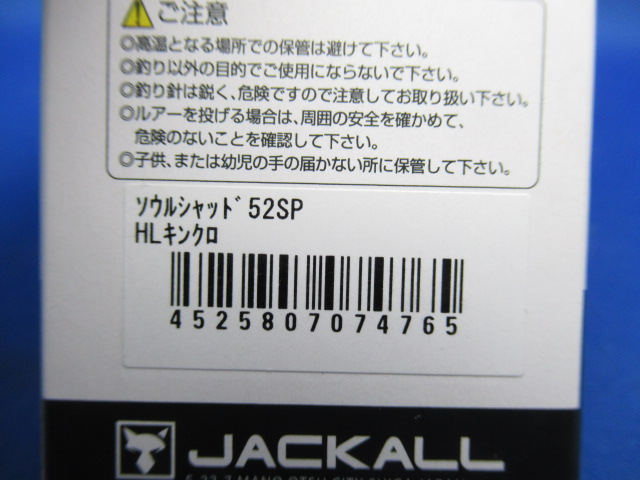 ご注意
◎高温となる場所での保管は避けて下さい。
◎釣り以外の目的でご使用にならないで下さい。
◎釣り針は鋭く、危険ですので注意してお取り扱い下さい。
◎ルアーを投げる場合は、周囲の安全を確かめて、
危険のないことを確認して下さい。
◎子供、または幼児の手の届かない所に保管して下さい。
ｿｳﾙｼｬｯﾄﾞ52SP
HLｷﾝｸﾛ
4525807074765
JACKALL